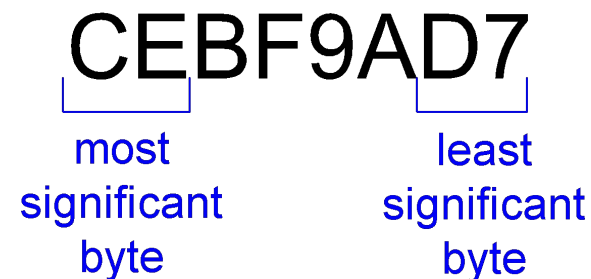 CEBF9AD7
most
significant
byte
least
significant
byte